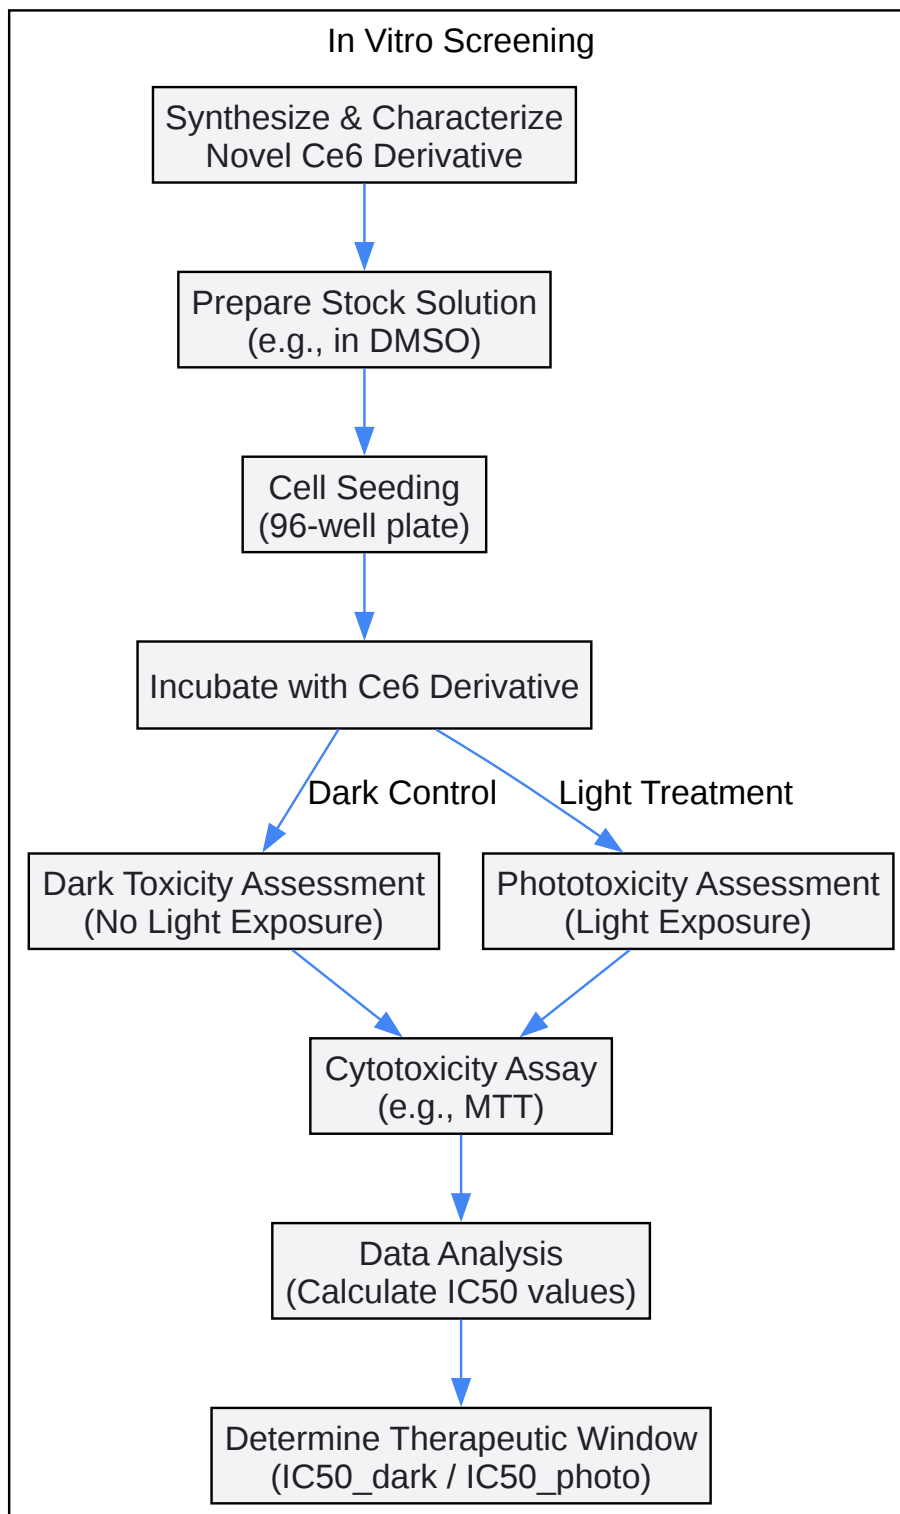 In Vitro Screening
Synthesize & Characterize
Novel Ce6 Derivative
Prepare Stock Solution
(e.g., in DMSO)
Cell Seeding
(96-well plate)
Incubate with Ce6 Derivative
Dark Control
Light Treatment
Dark Toxicity Assessment
(No Light Exposure)
Phototoxicity Assessment
(Light Exposure)
Cytotoxicity Assay
(e.g., MTT)
Data Analysis
(Calculate IC50 values)
Determine Therapeutic Window
(IC50_dark / IC50_photo)